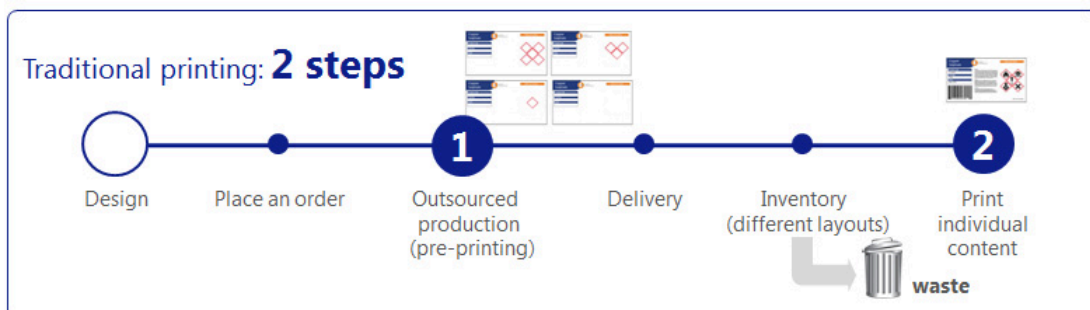 Traditional printing: 2 steps
1
2
Design
Place an order
Outsourced
production
(pre-printing)
Delivery
Inventory
(different layouts)
Print
individual
content
waste